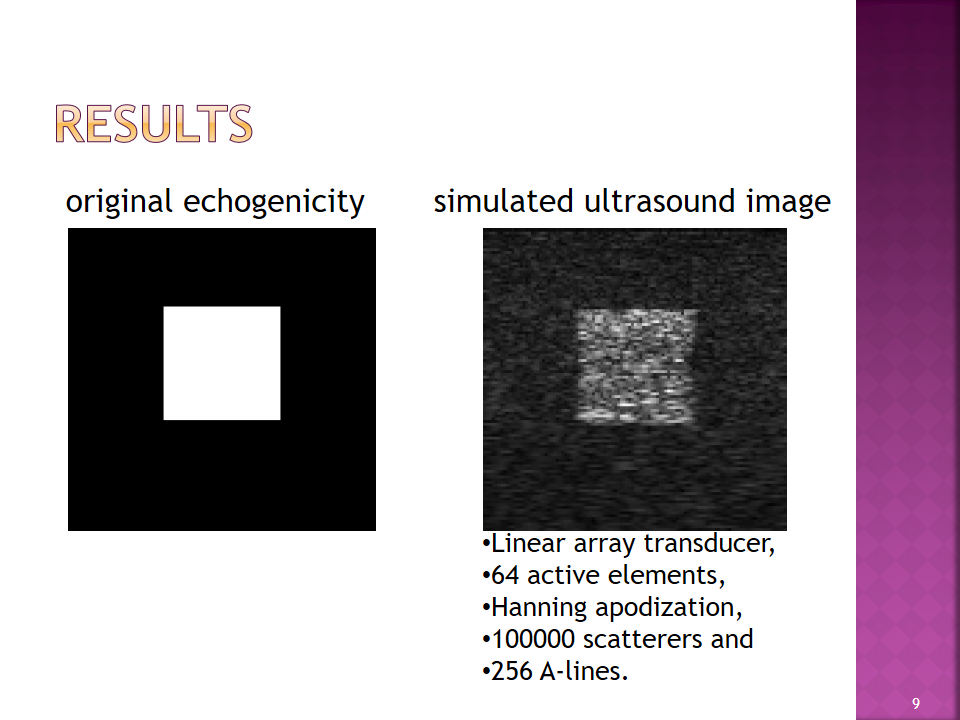 RESULTS
original echogenicity
simulated ultrasound image
•Linear array transducer,
•64 active elements,
•Hanning apodization,
•100000 scatterers and
•256 A-lines.
9